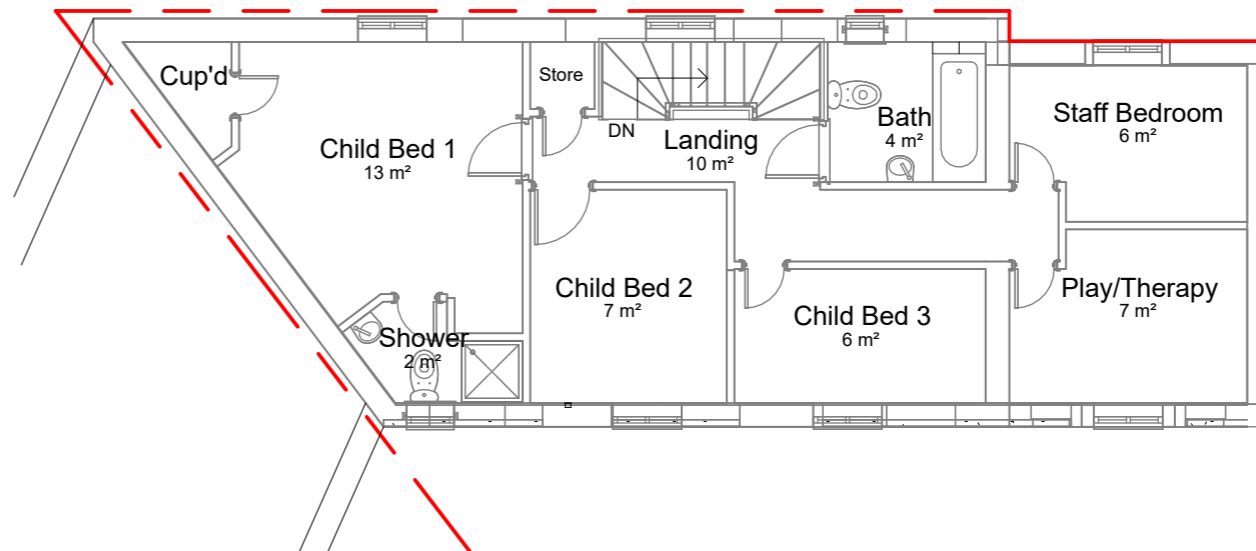 Cup'd
Child Bed 1
13 m²
Store
DN
Landing
10 m²
Bath
4 m²
Staff Bedroom
6 m²
Child Bed 2
7 m²
Child Bed 3
6 m²
Play/Therapy
7 m²
Shower
2 m²